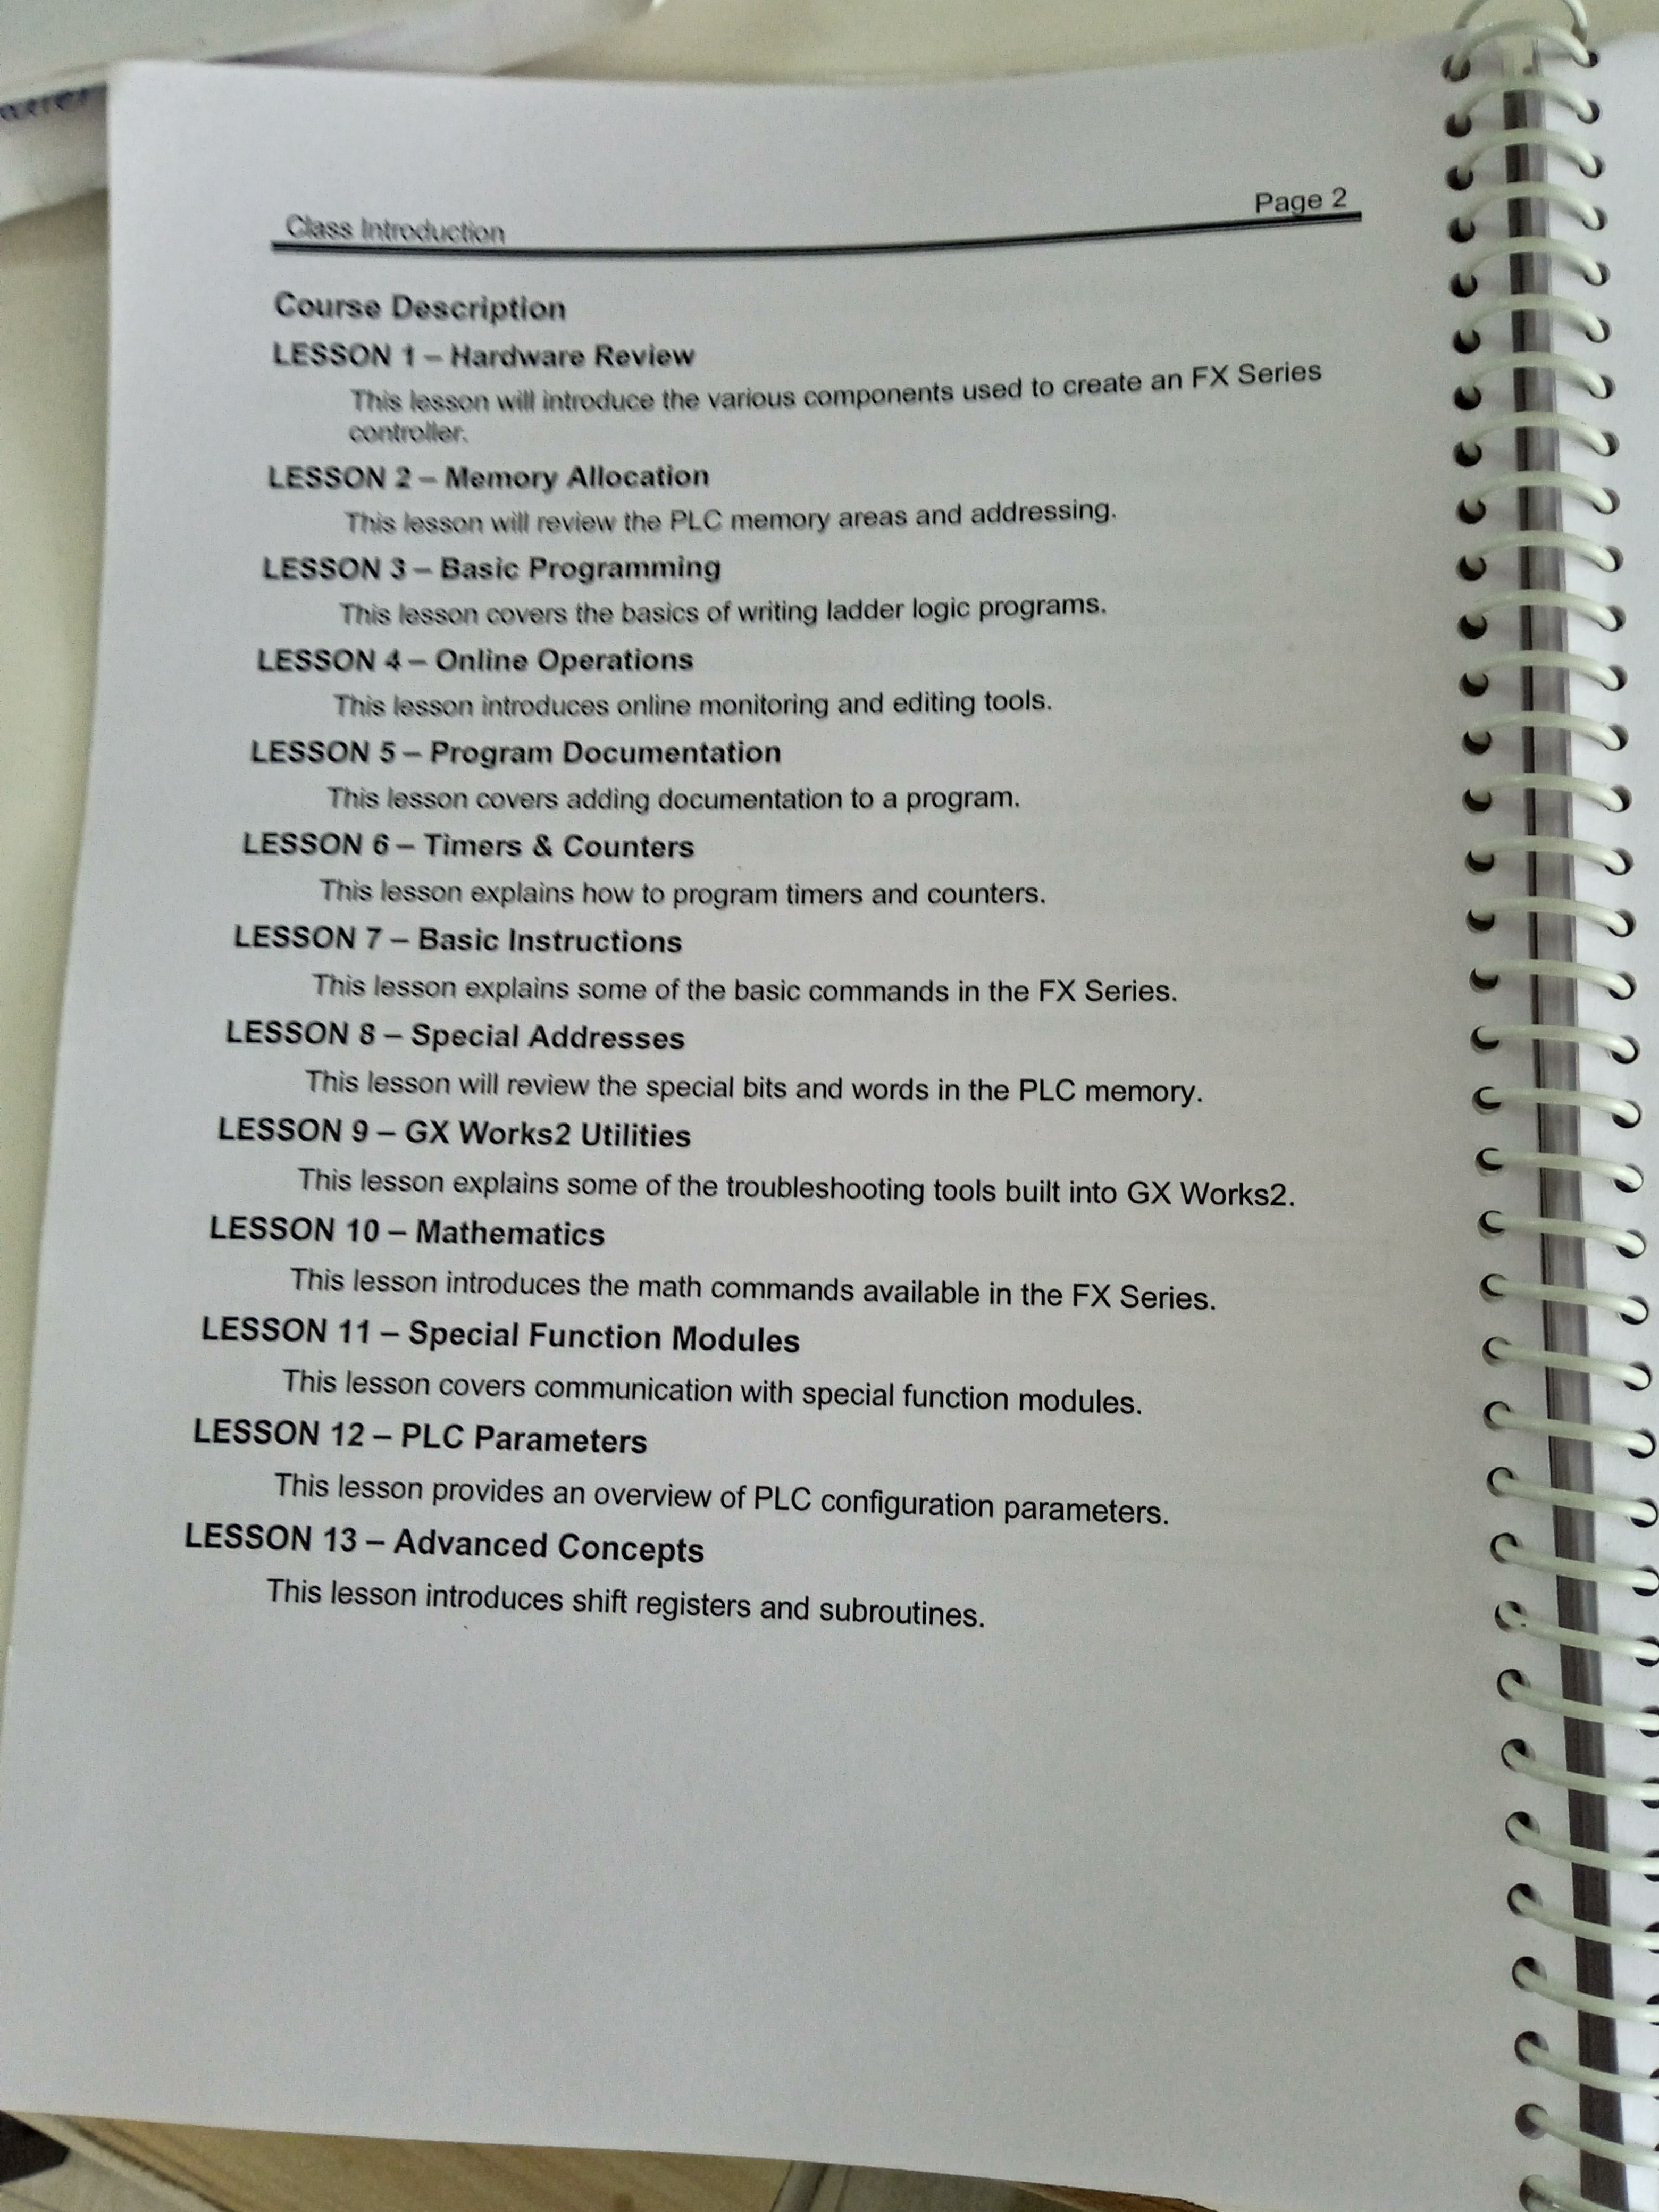 Class Introduction
Page 2
Course Description
LESSON 1 – Hardware Review
This lesson will introduce the various components used to create an FX Series
controller.
LESSON 2 – Memory Allocation
This lesson will review the PLC memory areas and addressing.
LESSON 3 – Basic Programming
This lesson covers the basics of writing ladder logic programs.
LESSON 4 – Online Operations
This lesson introduces online monitoring and editing tools.
LESSON 5 – Program Documentation
This lesson covers adding documentation to a program.
LESSON 6 – Timers & Counters
This lesson explains how to program timers and counters.
LESSON 7 – Basic Instructions
This lesson explains some of the basic commands in the FX Series.
LESSON 8 – Special Addresses
This lesson will review the special bits and words in the PLC memory.
LESSON 9 – GX Works2 Utilities
This lesson explains some of the troubleshooting tools built into GX Works2.
LESSON 10 – Mathematics
This lesson introduces the math commands available in the FX Series.
LESSON 11 – Special Function Modules
This lesson covers communication with special function modules.
LESSON 12 – PLC Parameters
This lesson provides an overview of PLC configuration parameters.
LESSON 13 – Advanced Concepts
This lesson introduces shift registers and subroutines.